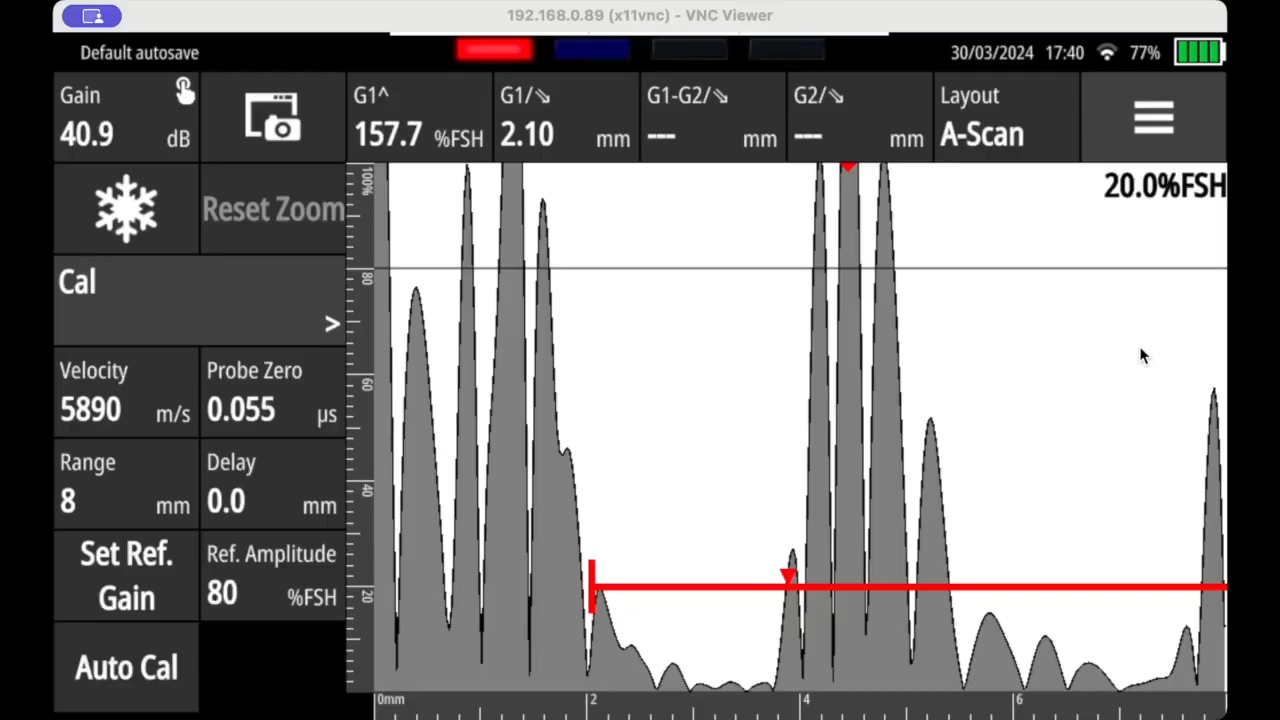 192.168.0.89 (x11vnc) - VNC Viewer
Default autosave
30/03/2024 17:40 77%
Gain
40.9 dB
G1^
157.7 %FSH
G1/⇘
2.10 mm
G1-G2/⇘
--- mm
G2/⇘
--- mm
Layout
A-Scan
Reset Zoom
Cal
>
Velocity
5890 m/s
Probe Zero
0.055 µs
Range
8 mm
Delay
0.0 mm
Set Ref.
Gain
Ref. Amplitude
80 %FSH
Auto Cal
20.0%FSH
100%
80
60
40
20
0mm 2 4 6